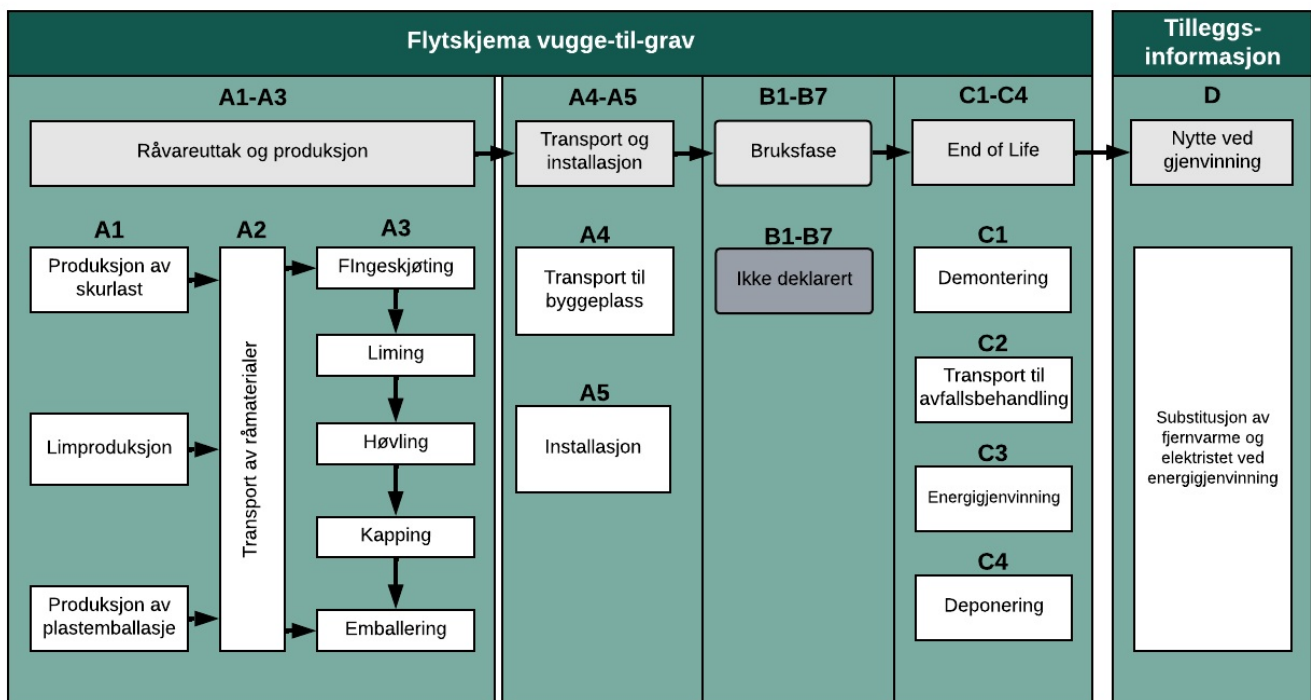 Flytskjema vugge-til-grav
Tilleggs-
informasjon
A1-A3
A4-A5
B1-B7
C1-C4
D
Råvareuttak og produksjon
Transport og
installasjon
Bruksfase
End of Life
Nytte ved
gjenvinning
A1
Produksjon av
skurlast
Limproduksjon
Produksjon av
plastemballasje
A2
Transport av råmaterialer
A3
FIngeskjøting
Liming
Høvling
Kapping
Emballering
A4
Transport til
byggeplass
A5
Installasjon
B1-B7
Ikke deklarert
C1
Demontering
C2
Transport til
avfallsbehandling
C3
Energigjenvinning
C4
Deponering
Substitusjon av
fjernvarme og
elektristet ved
energigjenvinning